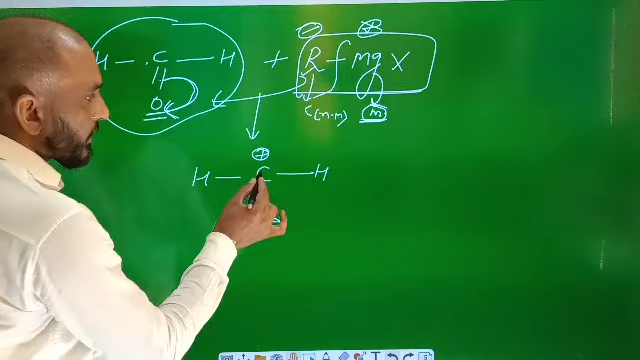 ⊖ ⊕
H - C - H + R - mg X
||
O C(n.m) (m)
⊕
H - C - H